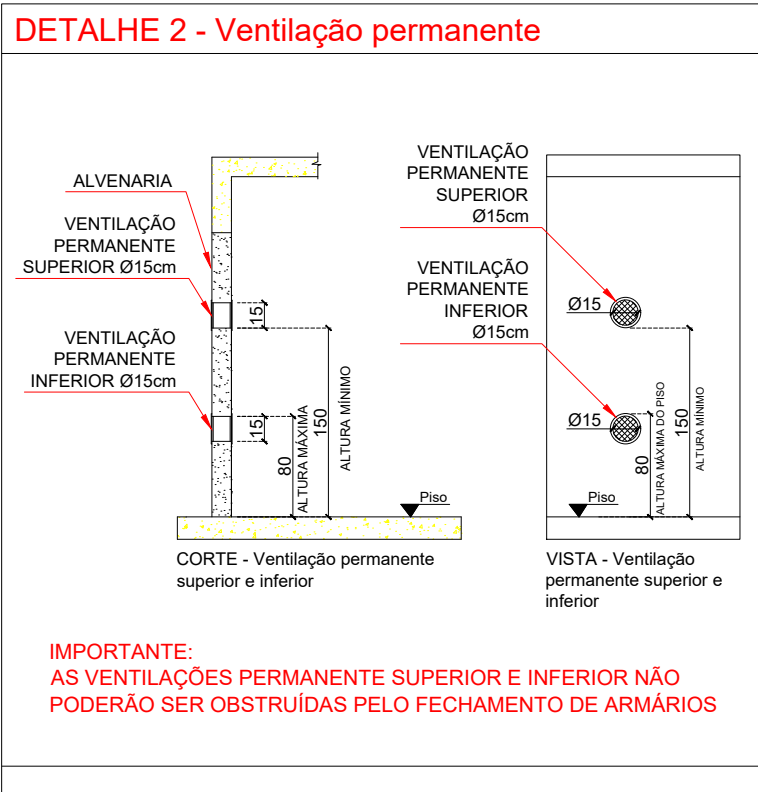 DETALHE 2 - Ventilação permanente
ALVENARIA
VENTILAÇÃO
PERMANENTE
SUPERIOR Ø15cm
VENTILAÇÃO
PERMANENTE
INFERIOR Ø15cm
15
15
80
ALTURA MÁXIMA
150
ALTURA MÍNIMO
Piso
CORTE - Ventilação permanente
superior e inferior
VENTILAÇÃO
PERMANENTE
SUPERIOR
Ø15cm
VENTILAÇÃO
PERMANENTE
INFERIOR
Ø15cm
Ø15
Ø15
80
ALTURA MÁXIMA DO PISO
150
ALTURA MÍNIMO
Piso
VISTA - Ventilação
permanente superior e
inferior
IMPORTANTE:
AS VENTILAÇÕES PERMANENTE SUPERIOR E INFERIOR NÃO
PODERÃO SER OBSTRUÍDAS PELO FECHAMENTO DE ARMÁRIOS